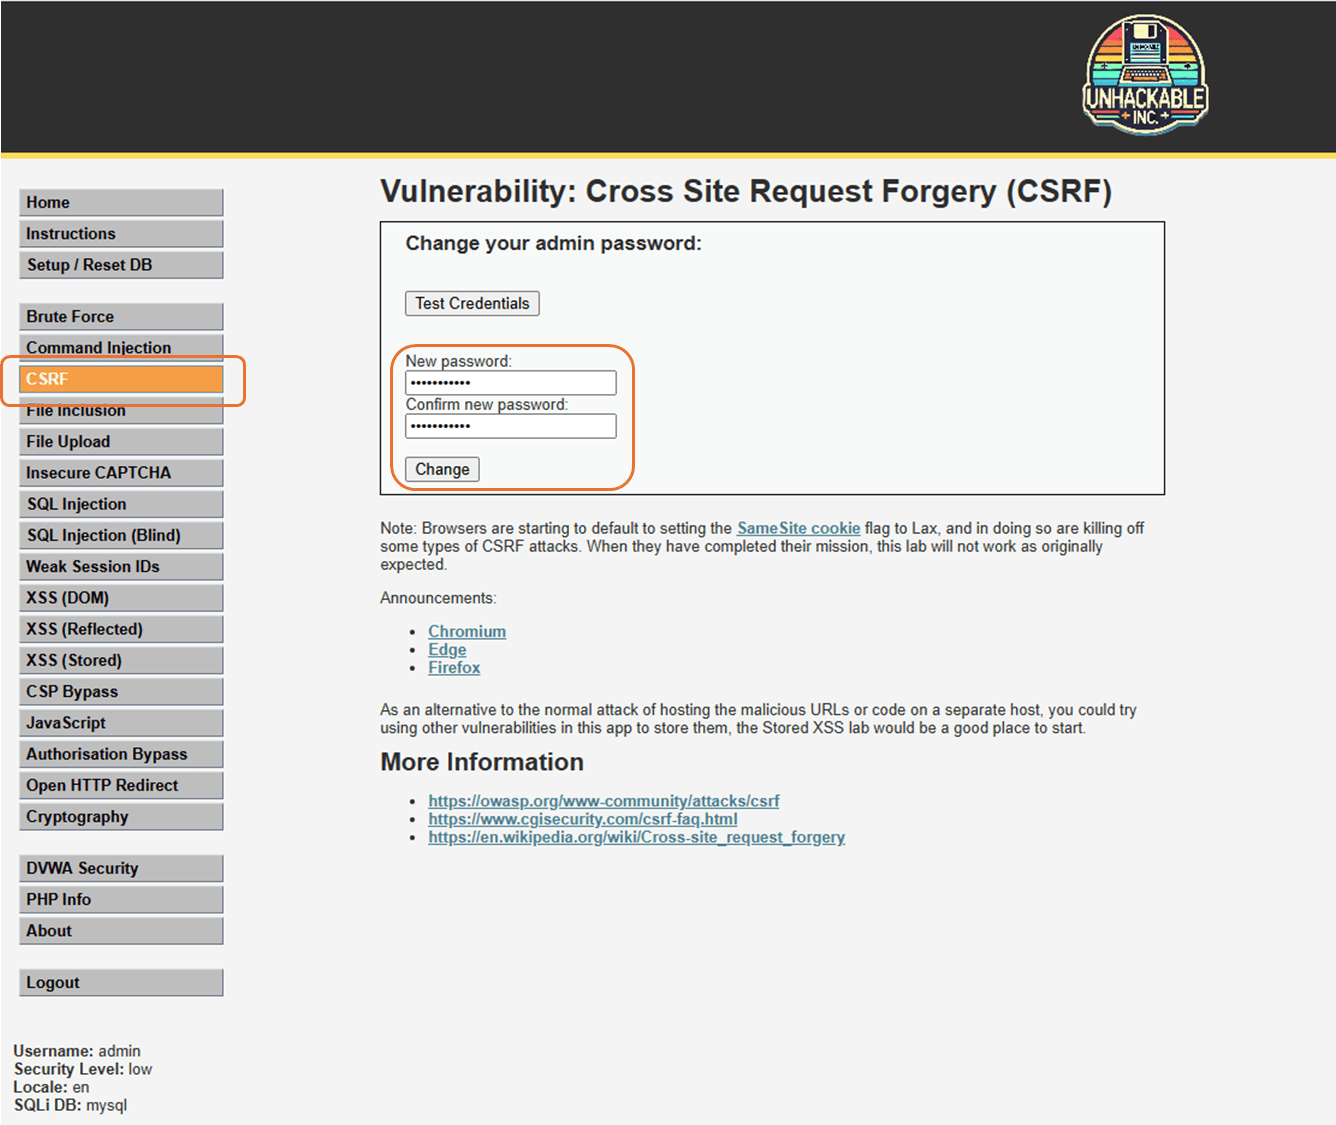 UNHACKABLE
INC.
Home
Instructions
Setup / Reset DB
Brute Force
Command Injection
CSRF
File Inclusion
File Upload
Insecure CAPTCHA
SQL Injection
SQL Injection (Blind)
Weak Session IDs
XSS (DOM)
XSS (Reflected)
XSS (Stored)
CSP Bypass
JavaScript
Authorisation Bypass
Open HTTP Redirect
Cryptography
DVWA Security
PHP Info
About
Logout
Username: admin
Security Level: low
Locale: en
SQLi DB: mysql
Vulnerability: Cross Site Request Forgery (CSRF)
Change your admin password:
Test Credentials
New password:
•••••••••••
Confirm new password:
•••••••••••
Change
Note: Browsers are starting to default to setting the SameSite cookie flag to Lax, and in doing so are killing off
some types of CSRF attacks. When they have completed their mission, this lab will not work as originally
expected.
Announcements:
• Chromium
• Edge
• Firefox
As an alternative to the normal attack of hosting the malicious URLs or code on a separate host, you could try
using other vulnerabilities in this app to store them, the Stored XSS lab would be a good place to start.
More Information
• https://owasp.org/www-community/attacks/csrf
• https://www.cgisecurity.com/csrf-faq.html
• https://en.wikipedia.org/wiki/Cross-site_request_forgery